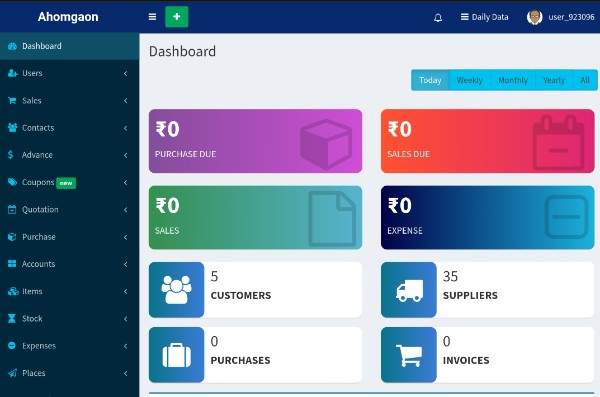 Ahomgaon
Daily Data
user_923096
Dashboard
Users
Sales
Contacts
Advance
Coupons new
Quotation
Purchase
Accounts
Items
Stock
Expenses
Places
Dashboard
Today Weekly Monthly Yearly All
₹0
PURCHASE DUE
₹0
SALES DUE
₹0
SALES
₹0
EXPENSE
5
CUSTOMERS
35
SUPPLIERS
0
PURCHASES
0
INVOICES